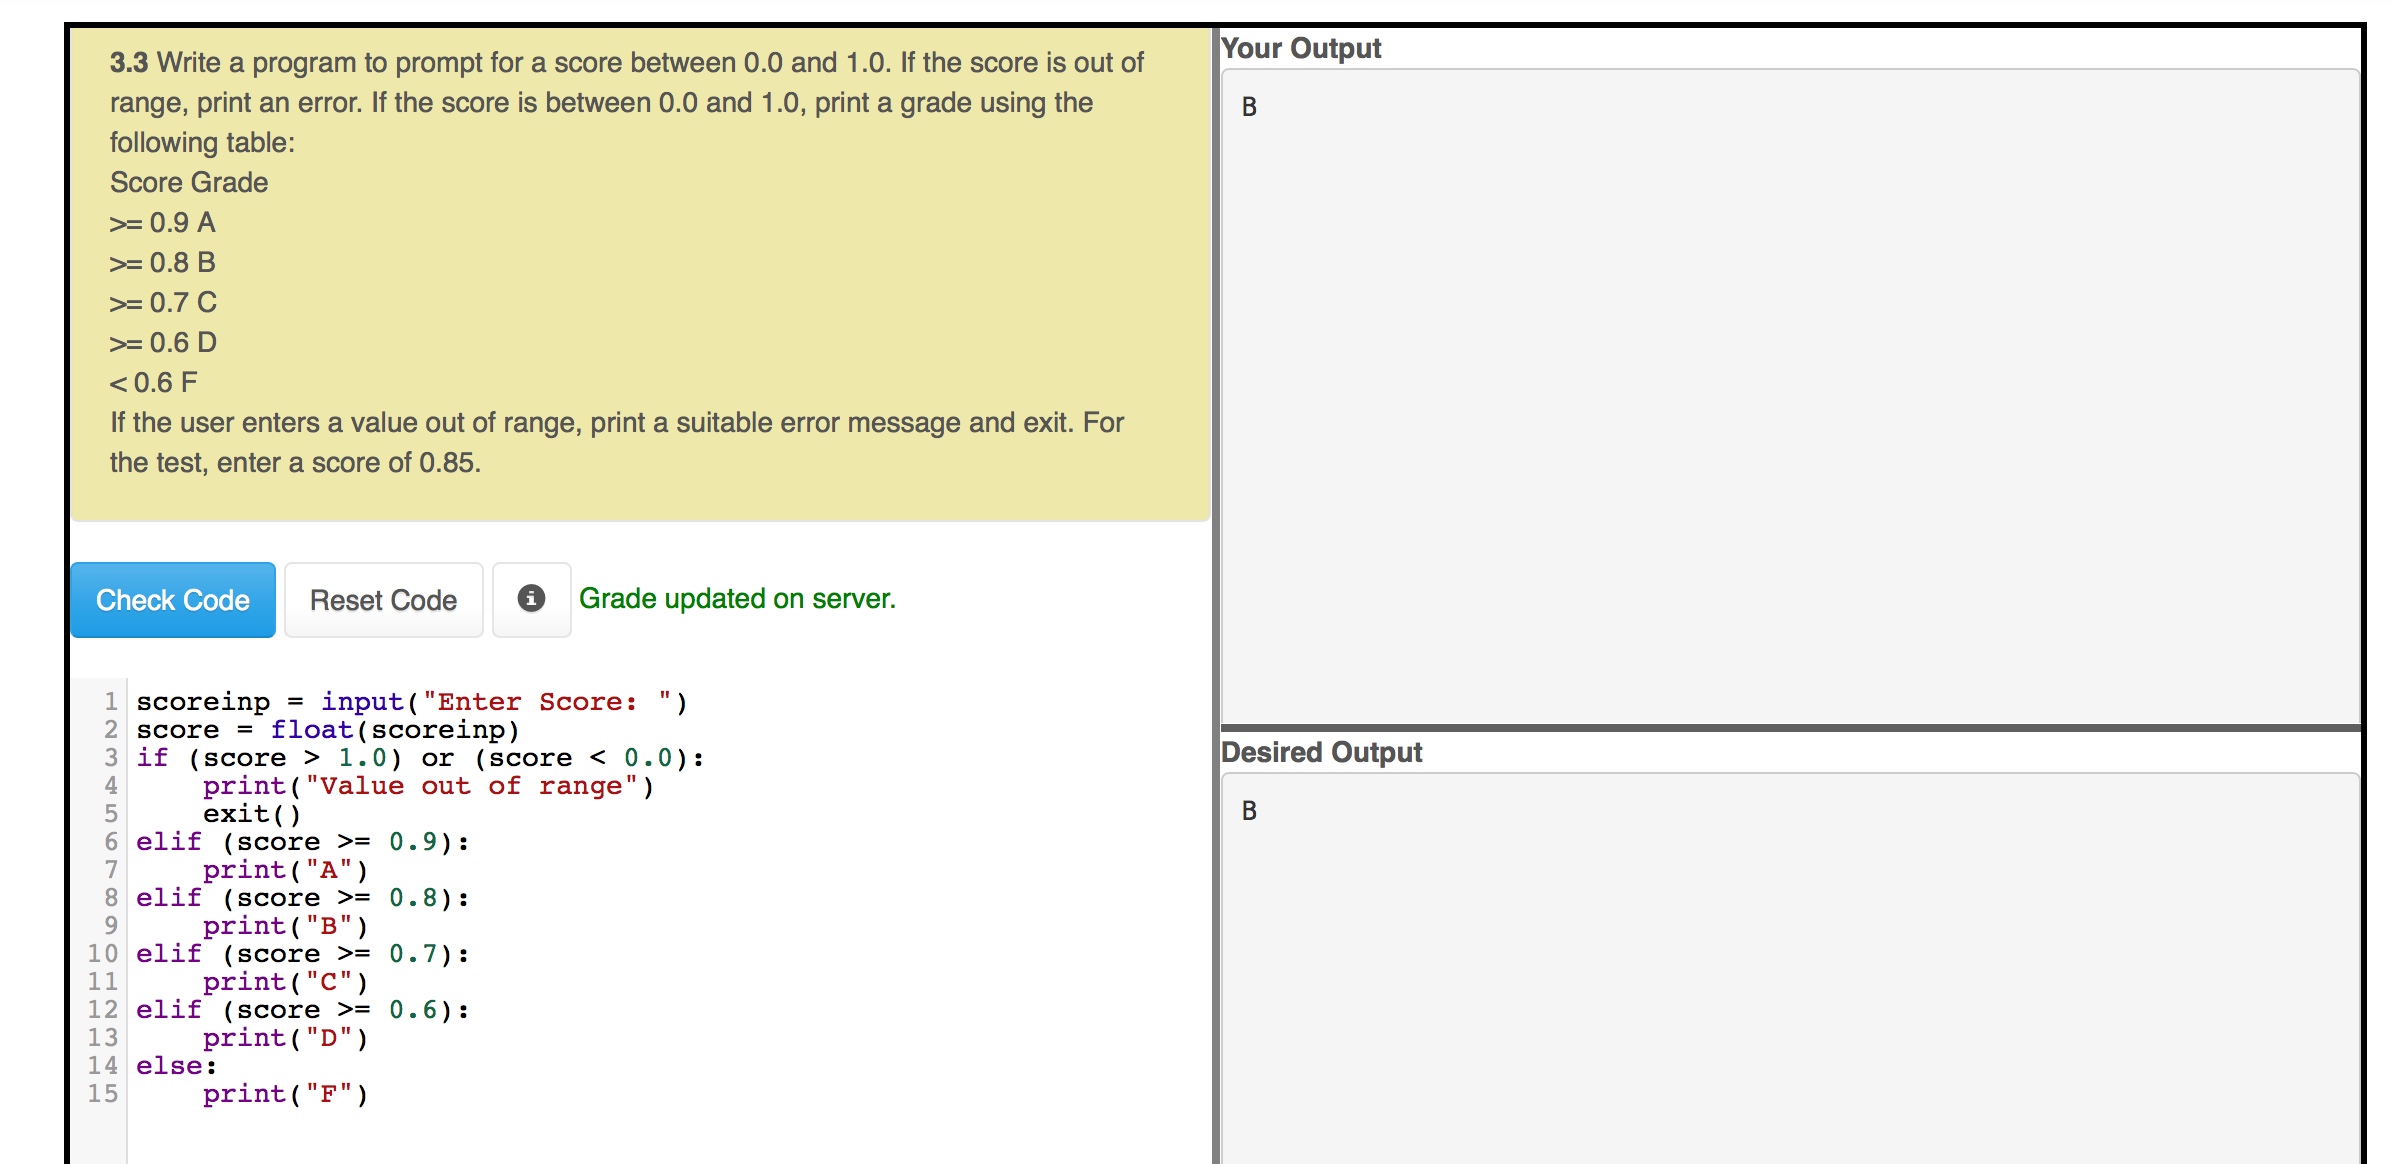 3.3 Write a program to prompt for a score between 0.0 and 1.0. If the score is out of
range, print an error. If the score is between 0.0 and 1.0, print a grade using the
following table:
Score Grade
>= 0.9 A
>= 0.8 B
>= 0.7 C
>= 0.6 D
< 0.6 F
If the user enters a value out of range, print a suitable error message and exit. For
the test, enter a score of 0.85.
Check Code Reset Code Grade updated on server.
1 scoreinp = input("Enter Score: ")
2 score = float(scoreinp)
3 if (score > 1.0) or (score < 0.0):
4     print("Value out of range")
5     exit()
6 elif (score >= 0.9):
7     print("A")
8 elif (score >= 0.8):
9     print("B")
10 elif (score >= 0.7):
11     print("C")
12 elif (score >= 0.6):
13     print("D")
14 else:
15     print("F")
Your Output
B
Desired Output
B